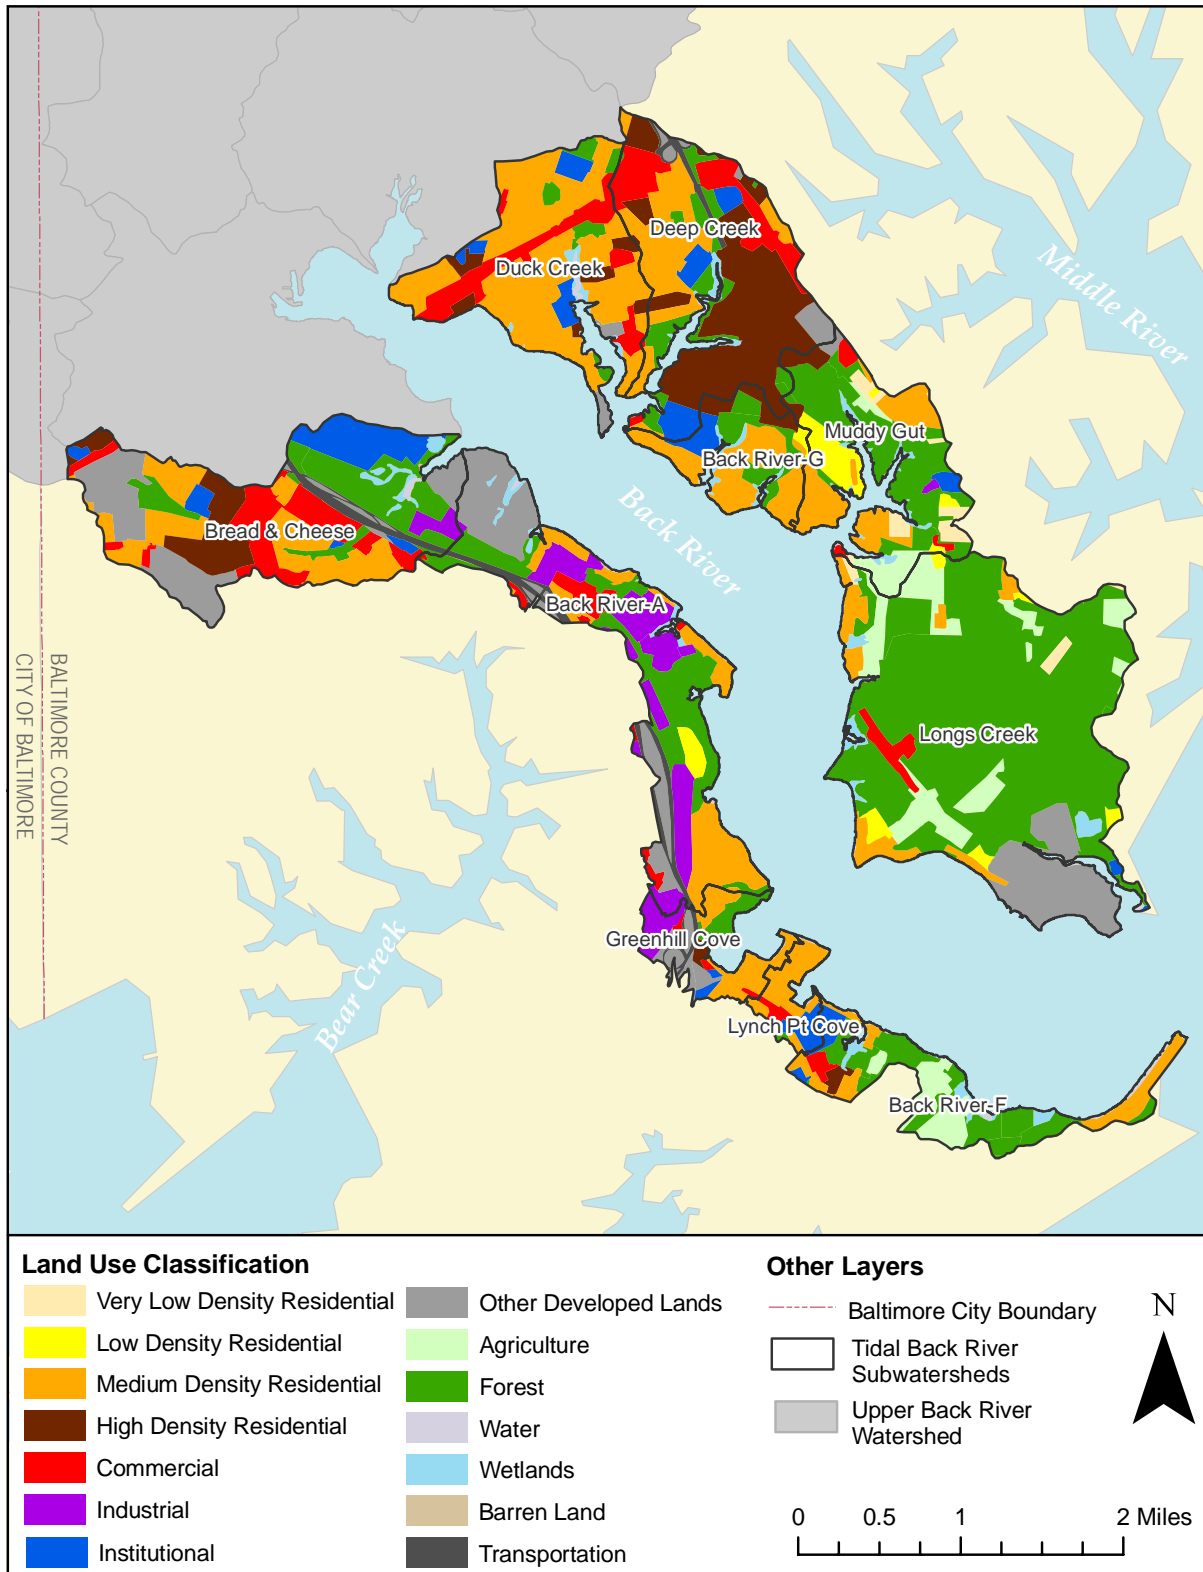 Deep Creek
Duck Creek
Middle River
Muddy Gut
Back River-G
Back River
Bread & Cheese
Back River-A
BALTIMORE COUNTY
CITY OF BALTIMORE
Longs Creek
Greenhill Cove
Bear Creek
Lynch Pt Cove
Back River-F
Land Use Classification
Very Low Density Residential
Low Density Residential
Medium Density Residential
High Density Residential
Commercial
Industrial
Institutional
Other Developed Lands
Agriculture
Forest
Water
Wetlands
Barren Land
Transportation
Other Layers
Baltimore City Boundary
Tidal Back River
Subwatersheds
Upper Back River
Watershed
N
0 0.5 1 2 Miles